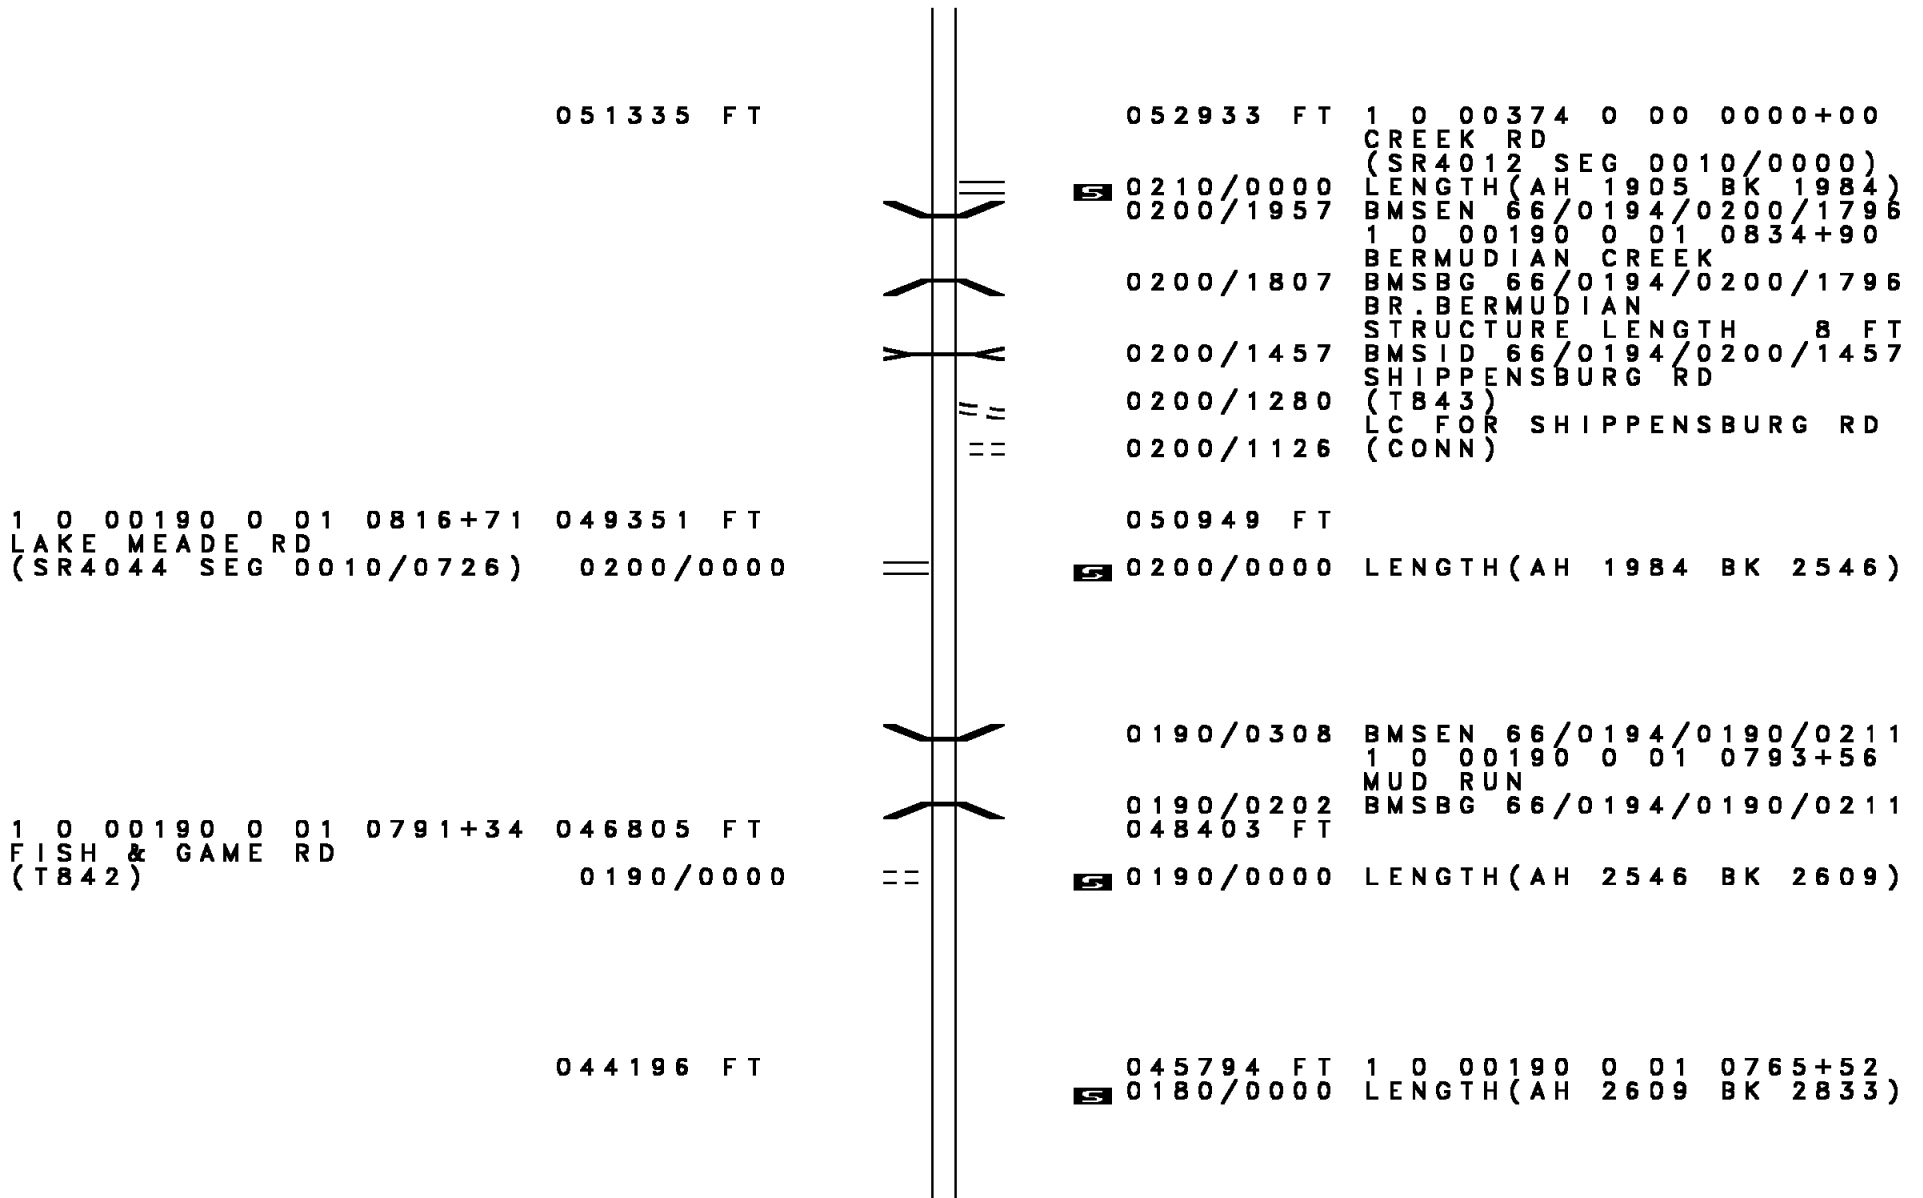 051335 FT 052933 FT 1 0 00374 0 00 0000+00
CREEK RD
(SR4012 SEG 0010/0000)
S 0210/0000 LENGTH(AH 1905 BK 1984)
0200/1957 BMSEN 66/0194/0200/1796
1 0 00190 0 01 0834+90
BERMUDIAN CREEK
0200/1807 BMSBG 66/0194/0200/1796
BR.BERMUDIAN
STRUCTURE LENGTH 8 FT
0200/1457 BMSID 66/0194/0200/1457
SHIPPENSBURG RD
0200/1280 (T843)
LC FOR SHIPPENSBURG RD
0200/1126 (CONN)
1 0 00190 0 01 0816+71 049351 FT 050949 FT
LAKE MEADE RD
(SR4044 SEG 0010/0726) 0200/0000 S 0200/0000 LENGTH(AH 1984 BK 2546)
0190/0308 BMSEN 66/0194/0190/0211
1 0 00190 0 01 0793+56
MUD RUN
0190/0202 BMSBG 66/0194/0190/0211
1 0 00190 0 01 0791+34 046805 FT 048403 FT
FISH & GAME RD
(T842) 0190/0000 S 0190/0000 LENGTH(AH 2546 BK 2609)
044196 FT 045794 FT 1 0 00190 0 01 0765+52
S 0180/0000 LENGTH(AH 2609 BK 2833)